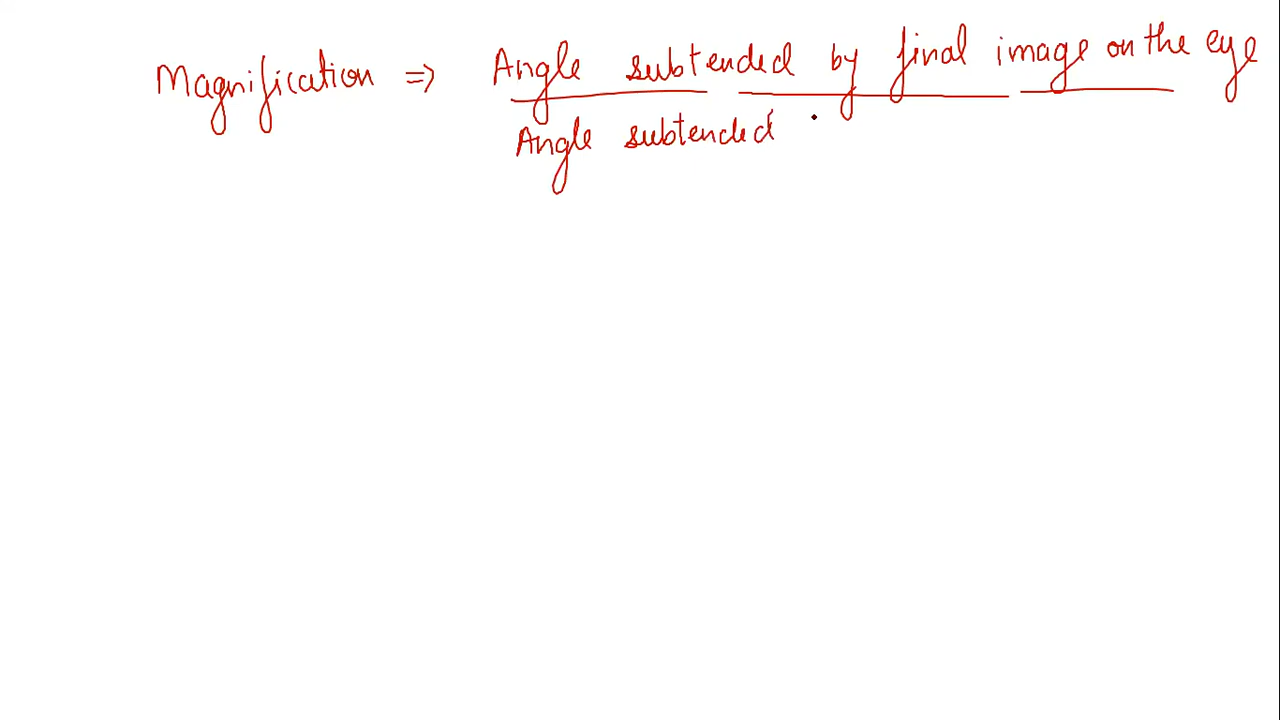 Magnification ⇒ Angle subtended by final image on the eye
Angle subtended